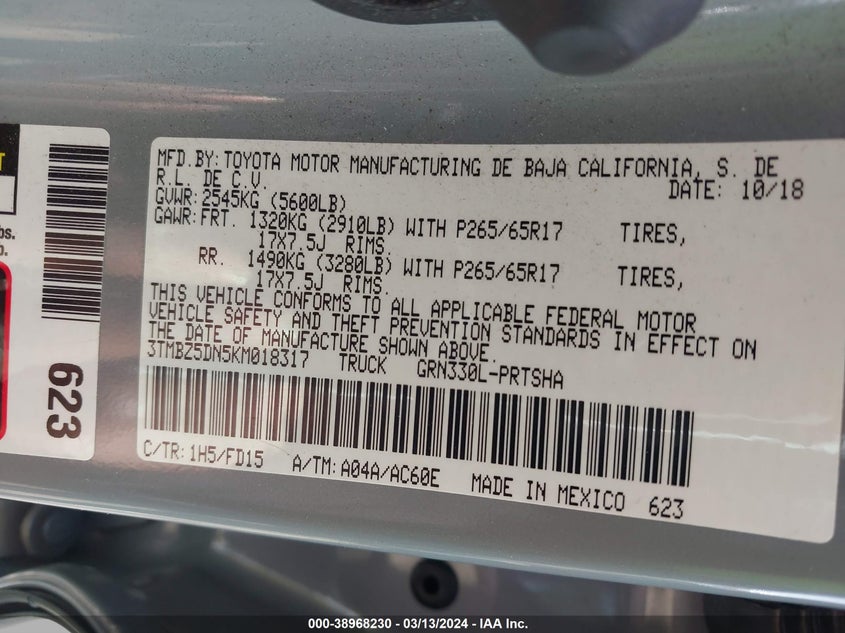 T
bs.
b.
623
MFD.BY:TOYOTA MOTOR MANUFACTURING DE BAJA CALIFORNIA, S. DE
R.L. DE C.V. DATE: 10/18
GVWR:2545KG (5600LB)
GAWR:FRT. 1320KG (2910LB) WITH P265/65R17 TIRES,
17X7.5J RIMS.
RR. 1490KG (3280LB) WITH P265/65R17 TIRES,
17X7.5J RIMS.
THIS VEHICLE CONFORMS TO ALL APPLICABLE FEDERAL MOTOR
VEHICLE SAFETY AND THEFT PREVENTION STANDARDS IN EFFECT ON
THE DATE OF MANUFACTURE SHOWN ABOVE.
3TMBZ5DN5KM018317 TRUCK GRN330L-PRTSHA
C/TR:1H5/FD15 A/TM:A04A/AC60E MADE IN MEXICO 623
000-38968230 - 03/13/2024 - IAA Inc.